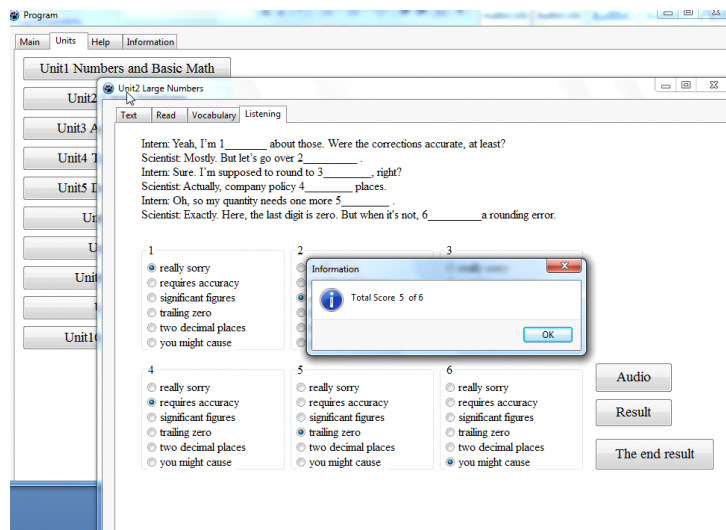 Program
Main Units Help Information
Unit1 Numbers and Basic Math
Unit2
Unit3 A
Unit4 T
Unit5 D
Un
U
Unit
Unit10
Unit2 Large Numbers
Text Read Vocabulary Listening
Intern: Yeah, I'm 1_______ about those. Were the corrections accurate, at least?
Scientist: Mostly. But let's go over 2_________ .
Intern: Sure. I'm supposed to round to 3________, right?
Scientist: Actually, company policy 4_________ places.
Intern: Oh, so my quantity needs one more 5________ .
Scientist: Exactly. Here, the last digit is zero. But when it's not, 6__________a rounding error.
1
really sorry
requires accuracy
significant figures
trailing zero
two decimal places
you might cause
2
3
Information
Total Score 5 of 6
OK
4
really sorry
requires accuracy
significant figures
trailing zero
two decimal places
you might cause
5
really sorry
requires accuracy
significant figures
trailing zero
two decimal places
you might cause
6
really sorry
requires accuracy
significant figures
trailing zero
two decimal places
you might cause
Audio
Result
The end result